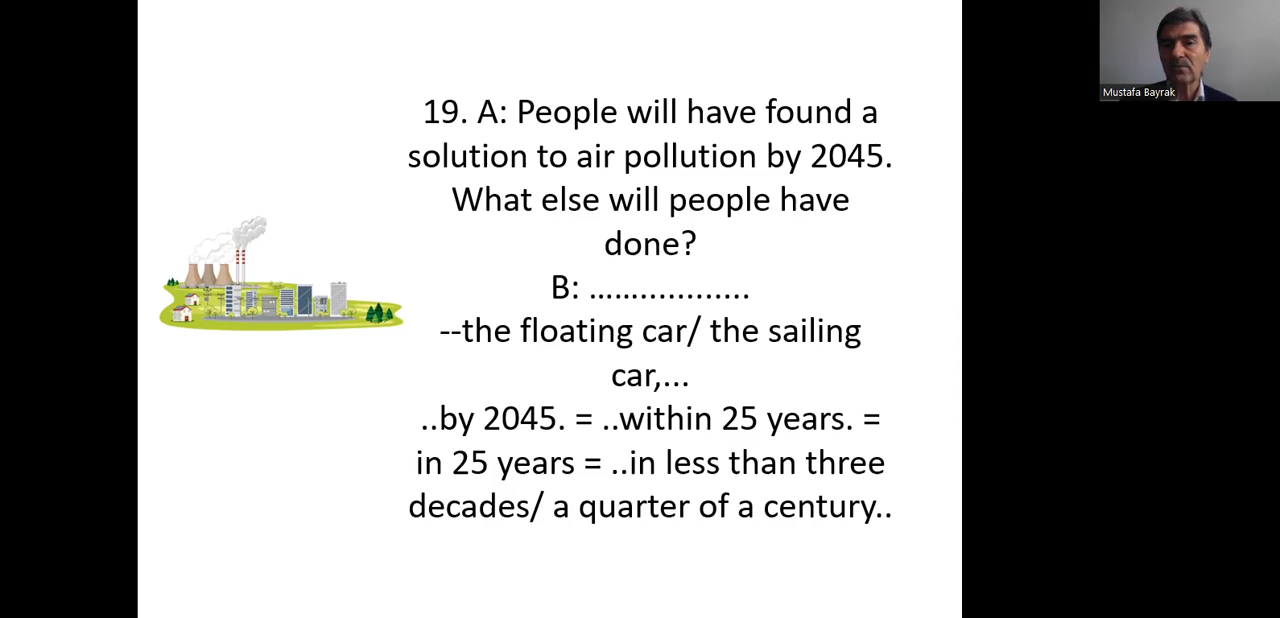 19. A: People will have found a
solution to air pollution by 2045.
What else will people have
done?
B: ..................
--the floating car/ the sailing
car,...
..by 2045. = ..within 25 years. =
in 25 years = ..in less than three
decades/ a quarter of a century..
Mustafa Bayrak